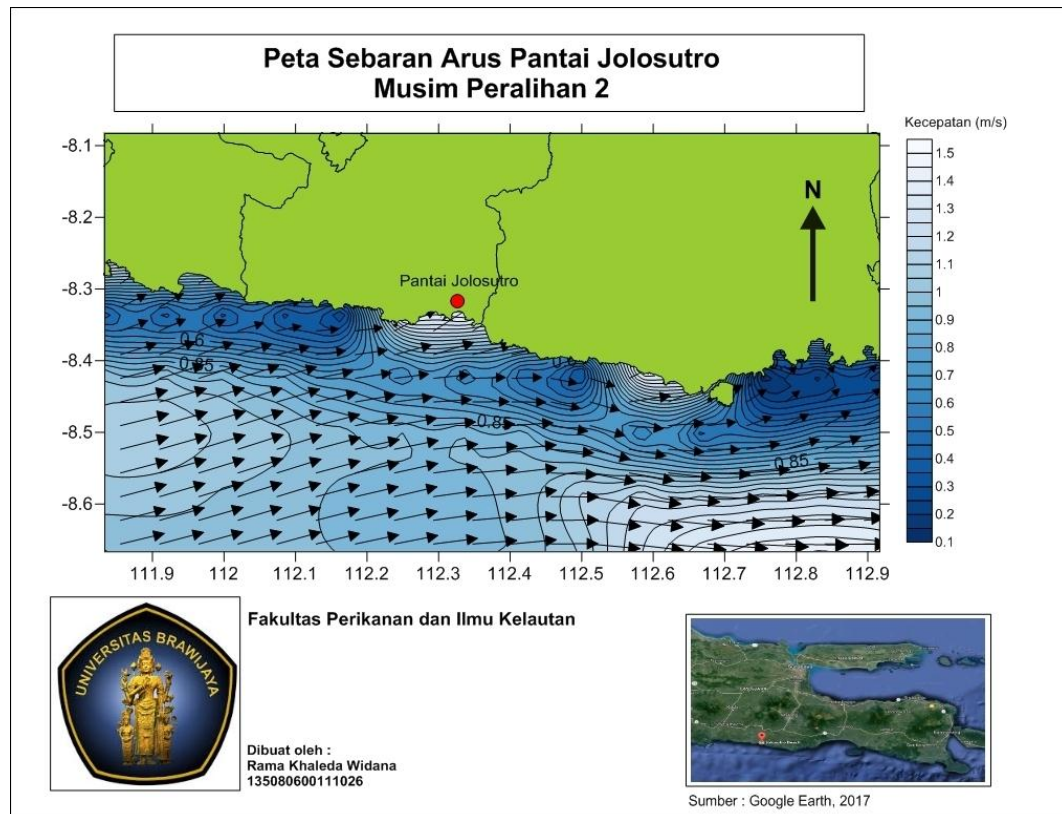 Peta Sebaran Arus Pantai Jolosutro
Musim Peralihan 2
Kecepatan (m/s)
1.5
1.4
1.3
1.2
1.1
1
0.9
0.8
0.7
0.6
0.5
0.4
0.3
0.2
0.1
-8.1
-8.2
-8.3
-8.4
-8.5
-8.6
N
Pantai Jolosutro
0.6
0.85
0.85
0.85
111.9 112 112.1 112.2 112.3 112.4 112.5 112.6 112.7 112.8 112.9
UNIVERSITAS BRAWIJAYA
Fakultas Perikanan dan Ilmu Kelautan
Dibuat oleh :
Rama Khaleda Widana
135080600111026
Sumber : Google Earth, 2017